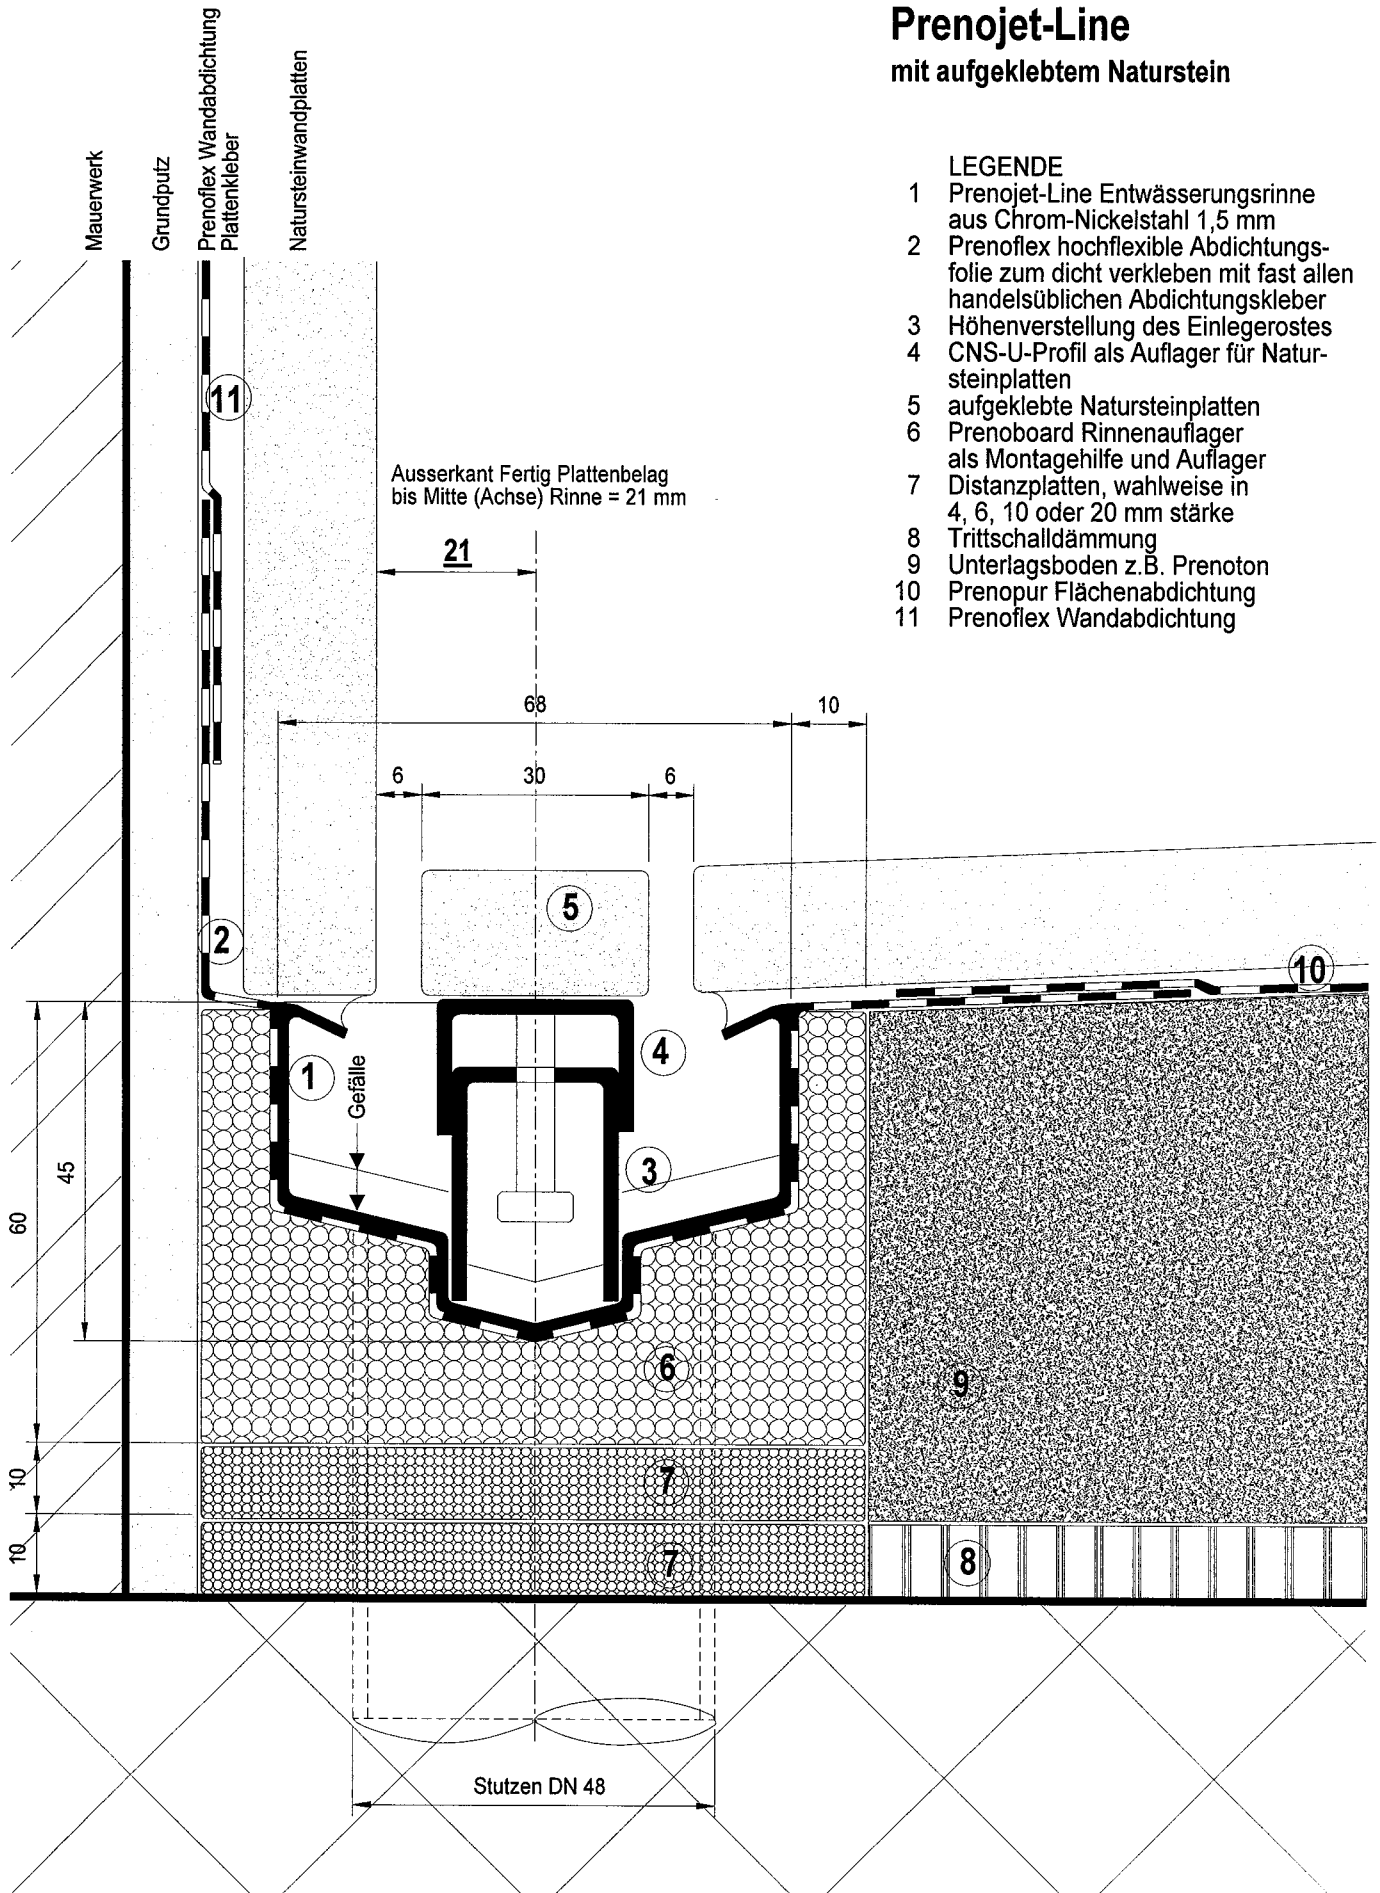 Prenojet-Line
mit aufgeklebtem Naturstein
LEGENDE
1 Prenojet-Line Entwässerungsrinne
aus Chrom-Nickelstahl 1,5 mm
2 Prenoflex hochflexible Abdichtungs-
folie zum dicht verkleben mit fast allen
handelsüblichen Abdichtungskleber
3 Höhenverstellung des Einlegerostes
4 CNS-U-Profil als Auflager für Natur-
steinplatten
5 aufgeklebte Natursteinplatten
6 Prenoboard Rinnenauflager
als Montagehilfe und Auflager
7 Distanzplatten, wahlweise in
4, 6, 10 oder 20 mm stärke
8 Trittschalldämmung
9 Unterlagsboden z.B. Prenoton
10 Prenopur Flächenabdichtung
11 Prenoflex Wandabdichtung
Mauerwerk
Grundputz
Prenoflex Wandabdichtung
Plattenkleber
Natursteinwandplatten
11
Ausserkant Fertig Plattenbelag
bis Mitte (Achse) Rinne = 21 mm
21
68
10
6
30
6
5
2
10
4
1
Gefälle
3
45
60
6
9
10
7
10
7
8
Stutzen DN 48